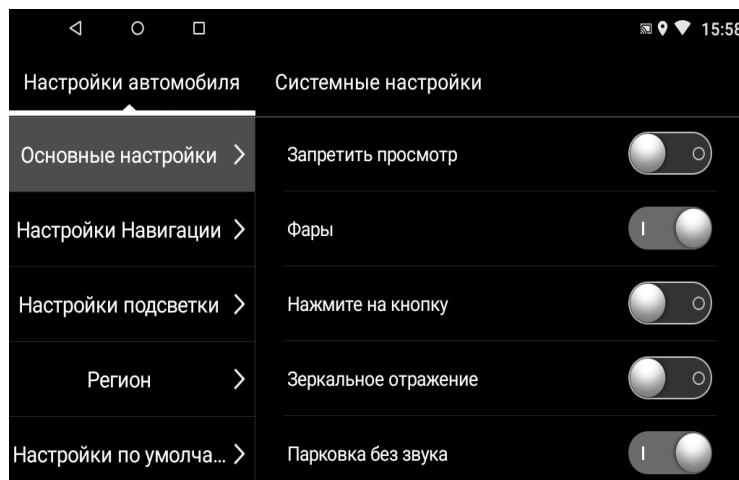 15:58
Настройки автомобиля
Системные настройки
Основные настройки
Запретить просмотр
Настройки Навигации
Фары
Настройки подсветки
Нажмите на кнопку
Регион
Зеркальное отражение
Настройки по умолча...
Парковка без звука